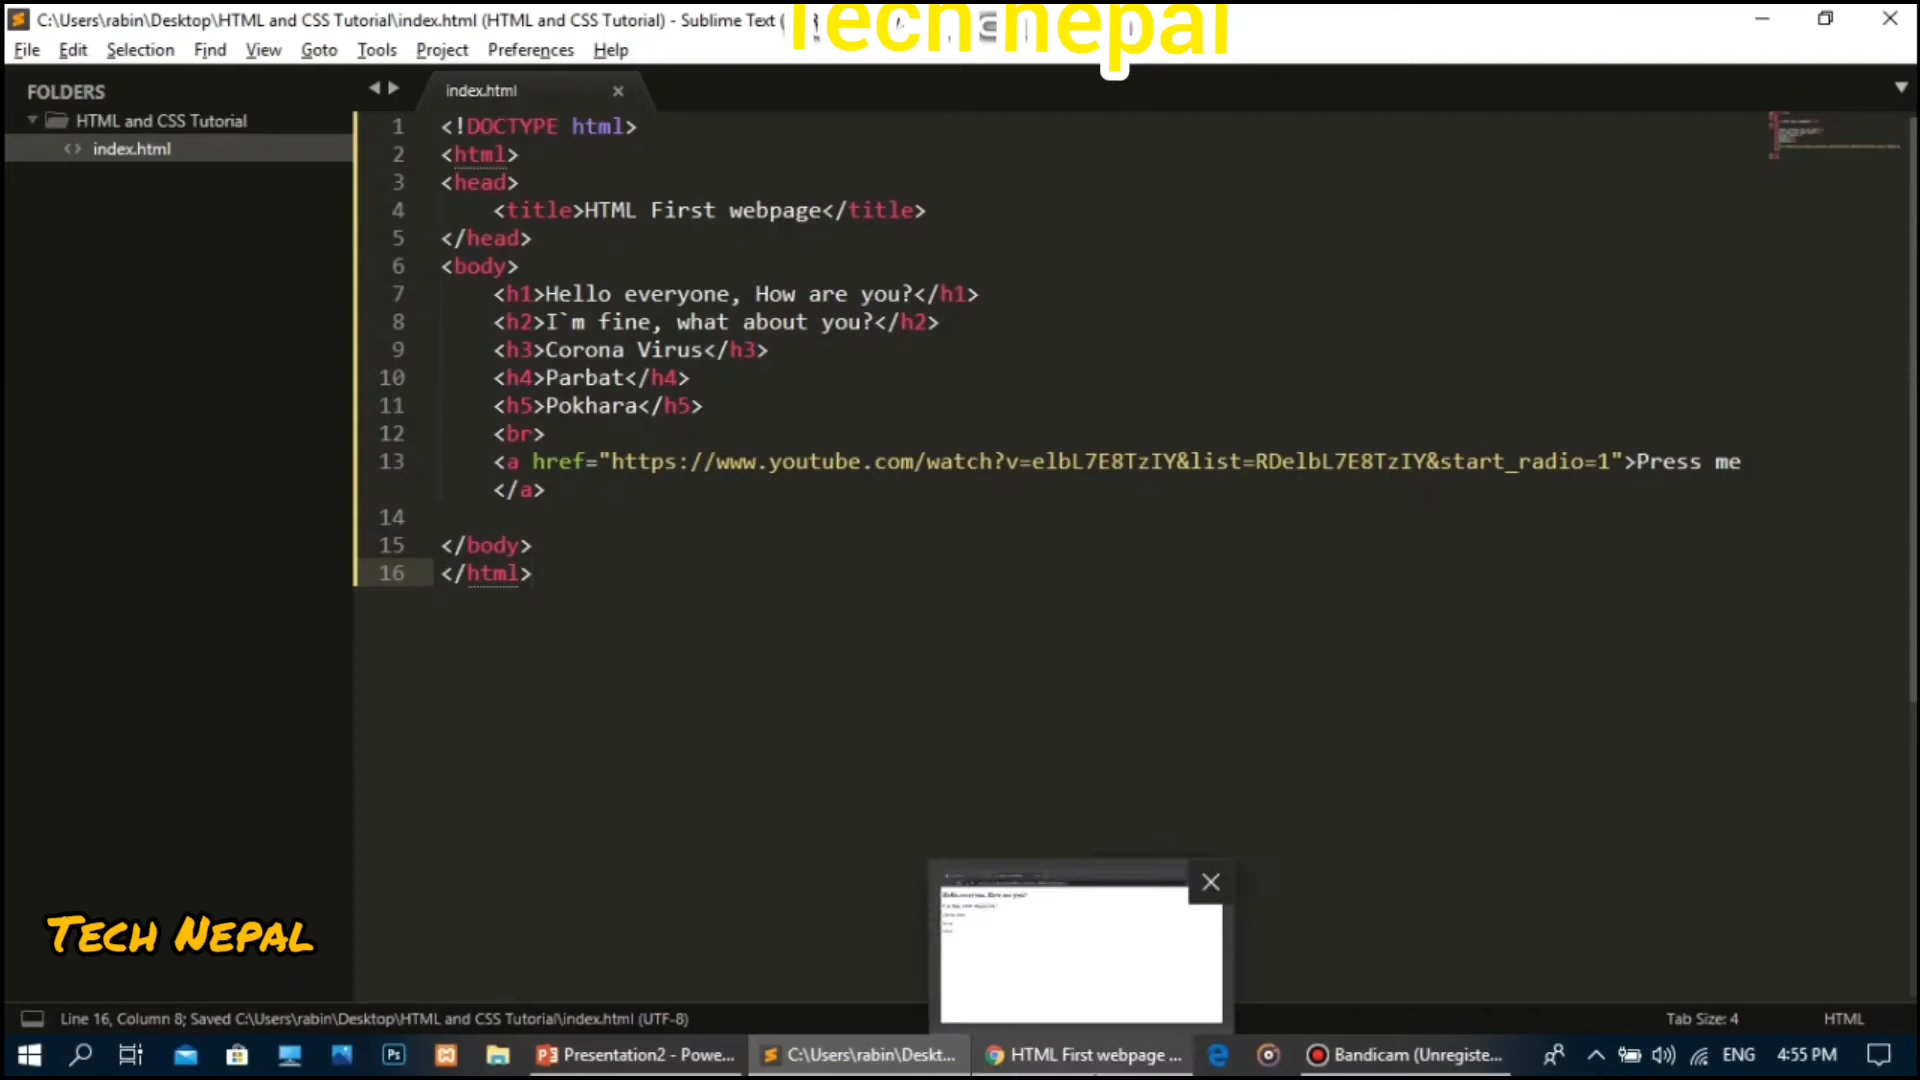 C:\Users\rabin\Desktop\HTML and CSS Tutorial\index.html (HTML and CSS Tutorial) - Sublime Text (
Tech nepal
File Edit Selection Find View Goto Tools Project Preferences Help
FOLDERS
HTML and CSS Tutorial
index.html
index.html
1 <!DOCTYPE html>
2 <html>
3 <head>
4 <title>HTML First webpage</title>
5 </head>
6 <body>
7 <h1>Hello everyone, How are you?</h1>
8 <h2>I`m fine, what about you?</h2>
9 <h3>Corona Virus</h3>
10 <h4>Parbat</h4>
11 <h5>Pokhara</h5>
12 <br>
13 <a href="https://www.youtube.com/watch?v=elbL7E8TzIY&list=RDelbL7E8TzIY&start_radio=1">Press me
</a>
14
15 </body>
16 </html>
Hello everyone, How are you?
Tech Nepal
Line 16, Column 8; Saved C:\Users\rabin\Desktop\HTML and CSS Tutorial\index.html (UTF-8)
Tab Size: 4
HTML
Ps
Presentation2 - Powe...
C:\Users\rabin\Deskt...
HTML First webpage ...
Bandicam (Unregiste...
ENG
4:55 PM